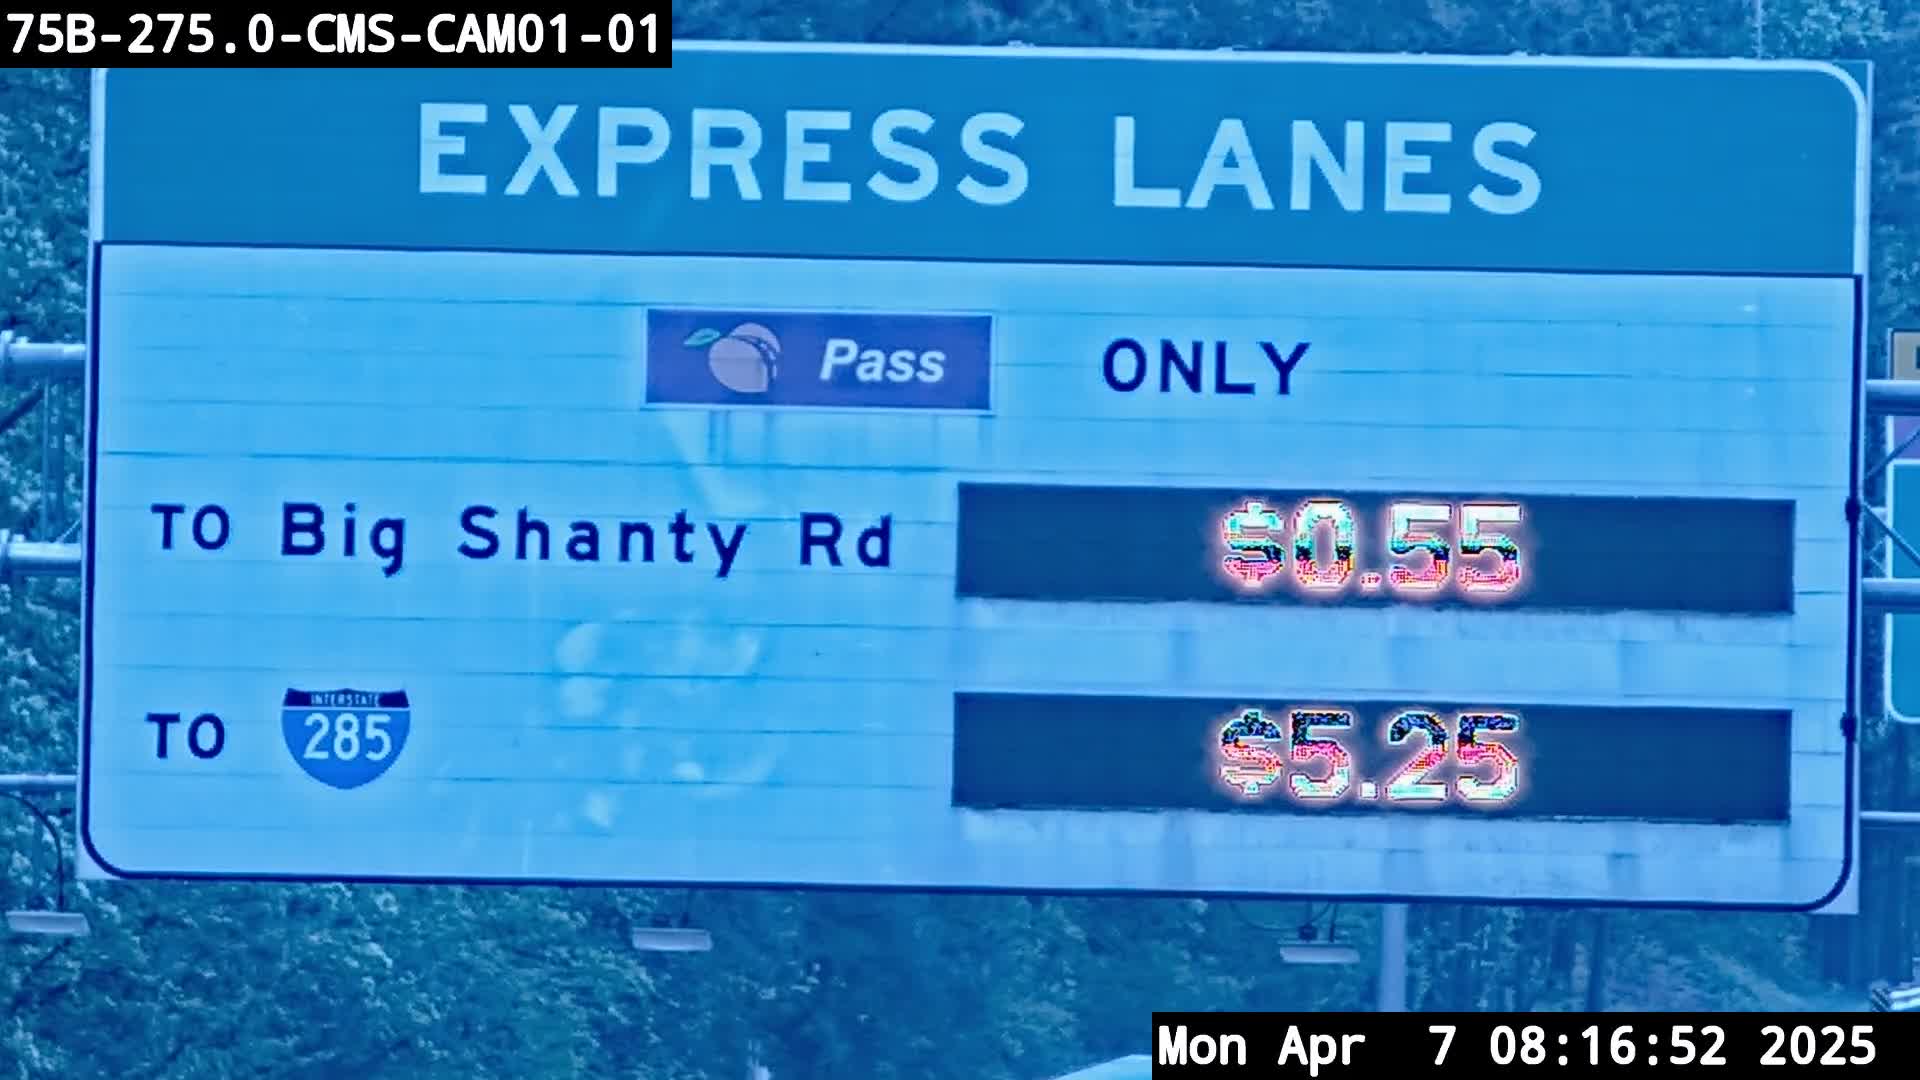 75B-275.0-CMS-CAM01-01
EXPRESS LANES
Pass ONLY
TO Big Shanty Rd $0.55
TO INTERSTATE 285 $5.25
Mon Apr 7 08:16:52 2025